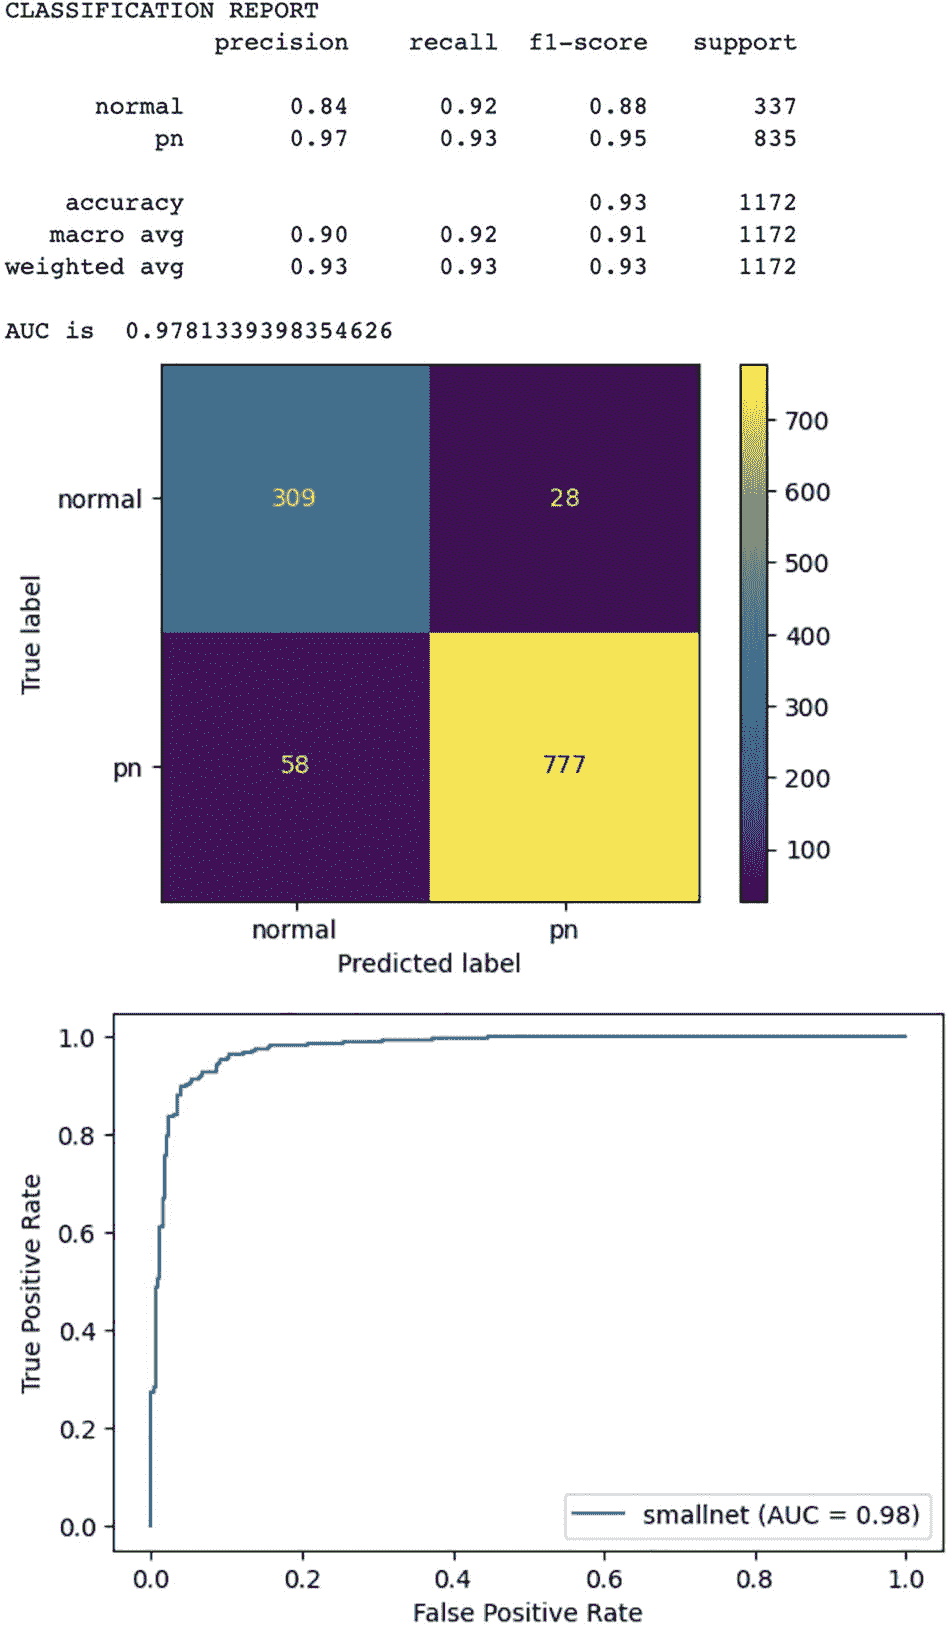 CLASSIFICATION REPORT
precision recall f1-score support
normal 0.84 0.92 0.88 337
pn 0.97 0.93 0.95 835
accuracy 0.93 1172
macro avg 0.90 0.92 0.91 1172
weighted avg 0.93 0.93 0.93 1172
AUC is 0.9781339398354626
700
600
500
400
300
200
100
True label
normal
309 28
pn
58 777
normal pn
Predicted label
True Positive Rate
1.0
0.8
0.6
0.4
0.2
0.0
smallnet (AUC = 0.98)
0.0 0.2 0.4 0.6 0.8 1.0
False Positive Rate